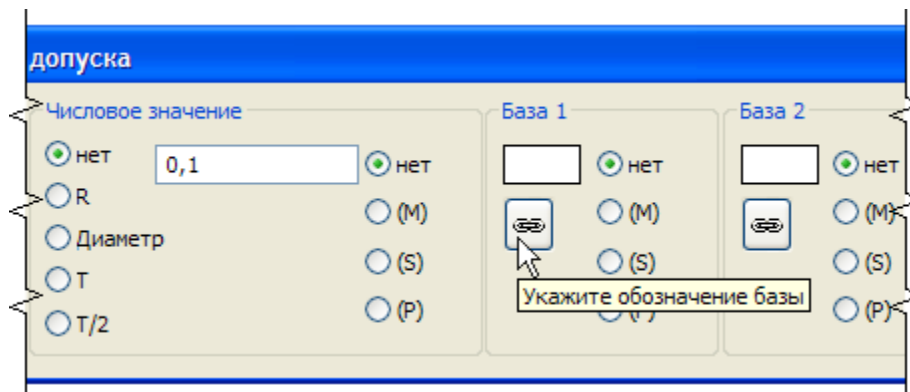 допуска
Числовое значение
База 1
База 2
нет
0,1
нет
нет
нет
R
(M)
(M)
(M)
Диаметр
(S)
(S)
(S)
T
Укажите обозначение базы
T/2
(P)
(P)